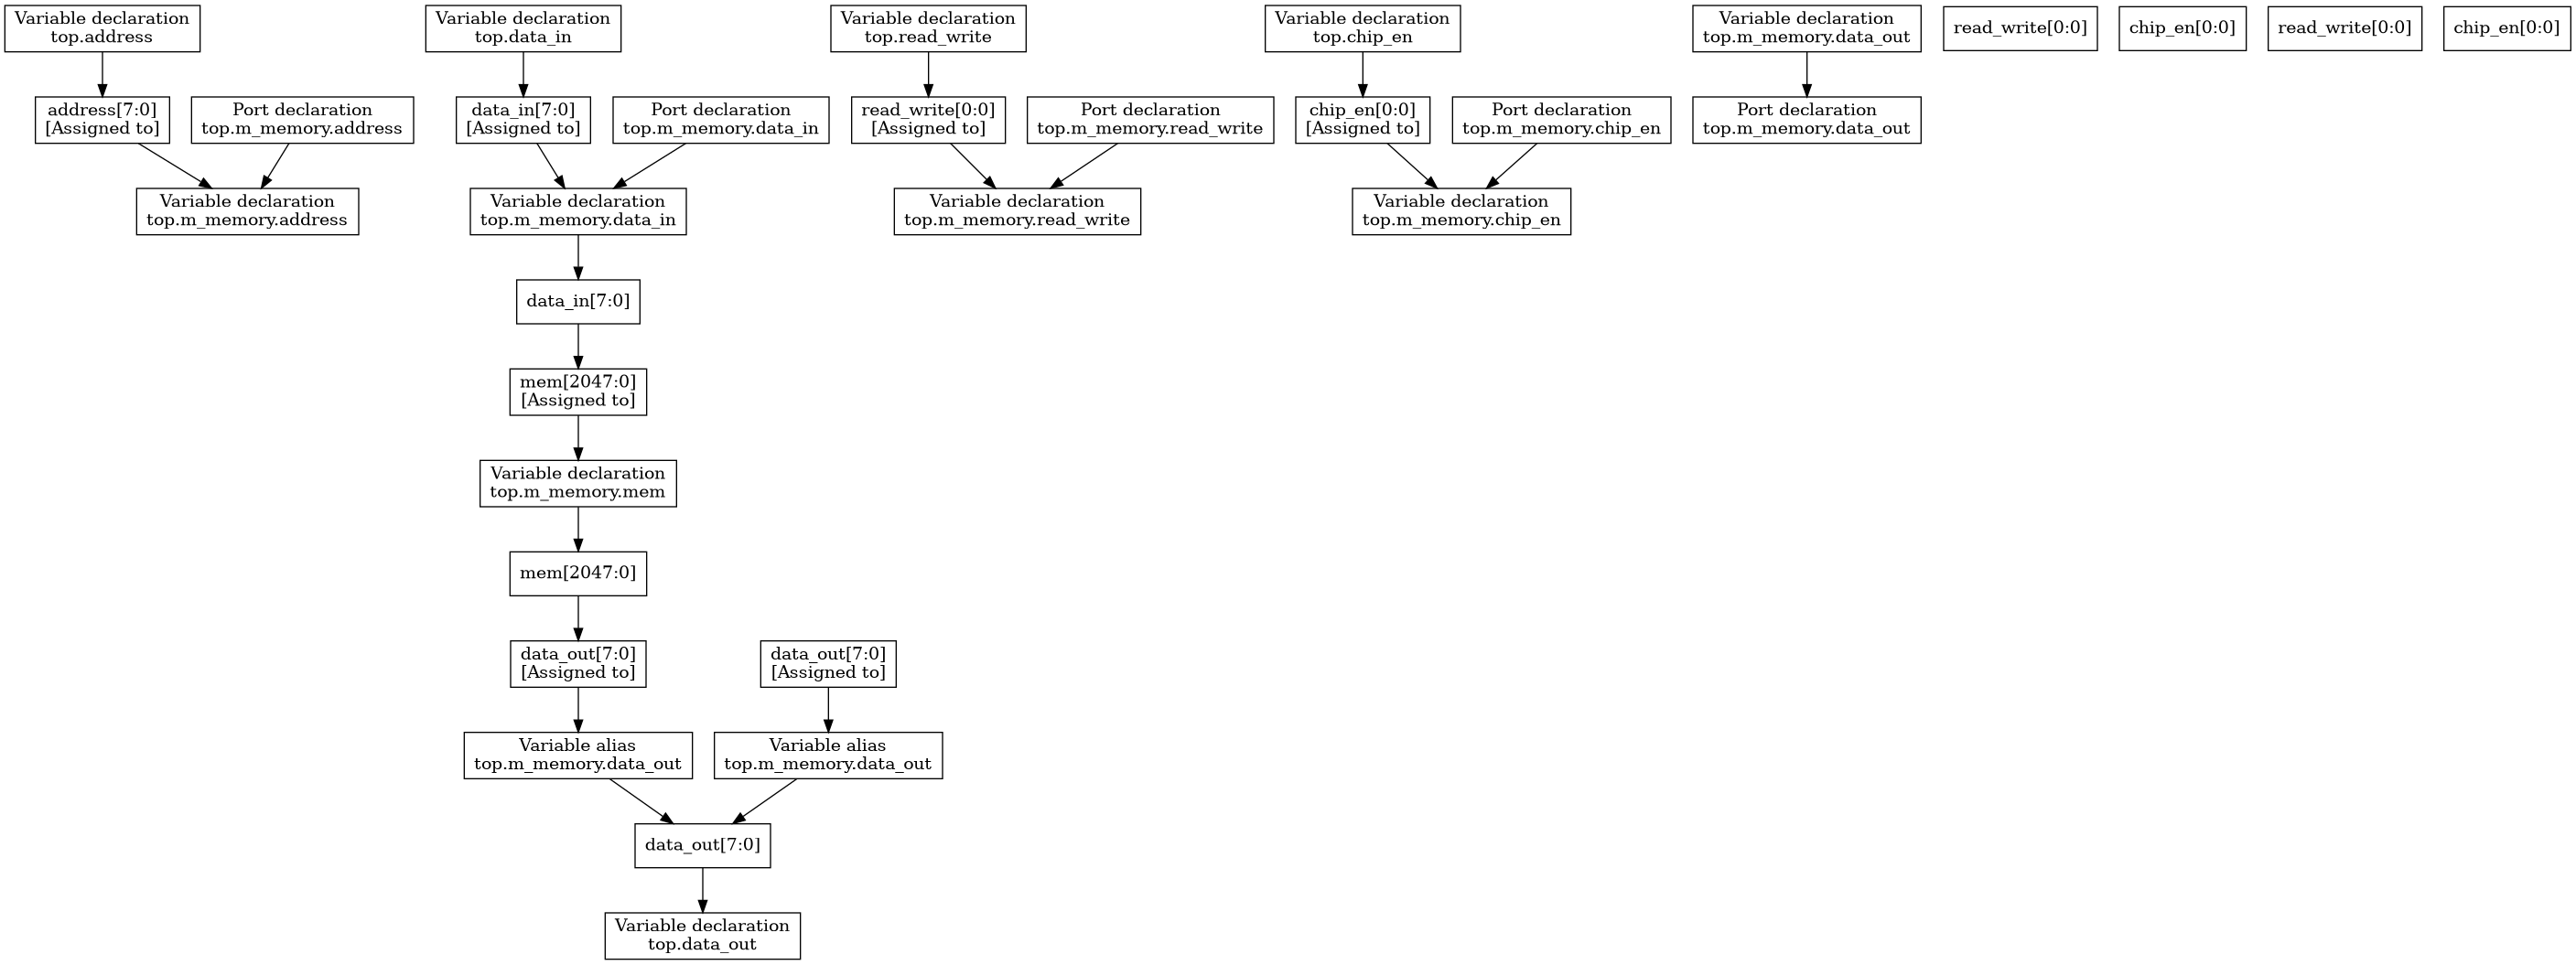 Variable declaration
top.address
Variable declaration
top.data_in
Variable declaration
top.read_write
Variable declaration
top.chip_en
Variable declaration
top.m_memory.data_out
read_write[0:0]
chip_en[0:0]
read_write[0:0]
chip_en[0:0]
address[7:0]
[Assigned to]
Port declaration
top.m_memory.address
data_in[7:0]
[Assigned to]
Port declaration
top.m_memory.data_in
read_write[0:0]
[Assigned to]
Port declaration
top.m_memory.read_write
chip_en[0:0]
[Assigned to]
Port declaration
top.m_memory.chip_en
Port declaration
top.m_memory.data_out
Variable declaration
top.m_memory.address
Variable declaration
top.m_memory.data_in
Variable declaration
top.m_memory.read_write
Variable declaration
top.m_memory.chip_en
data_in[7:0]
mem[2047:0]
[Assigned to]
Variable declaration
top.m_memory.mem
mem[2047:0]
data_out[7:0]
[Assigned to]
data_out[7:0]
[Assigned to]
Variable alias
top.m_memory.data_out
Variable alias
top.m_memory.data_out
data_out[7:0]
Variable declaration
top.data_out